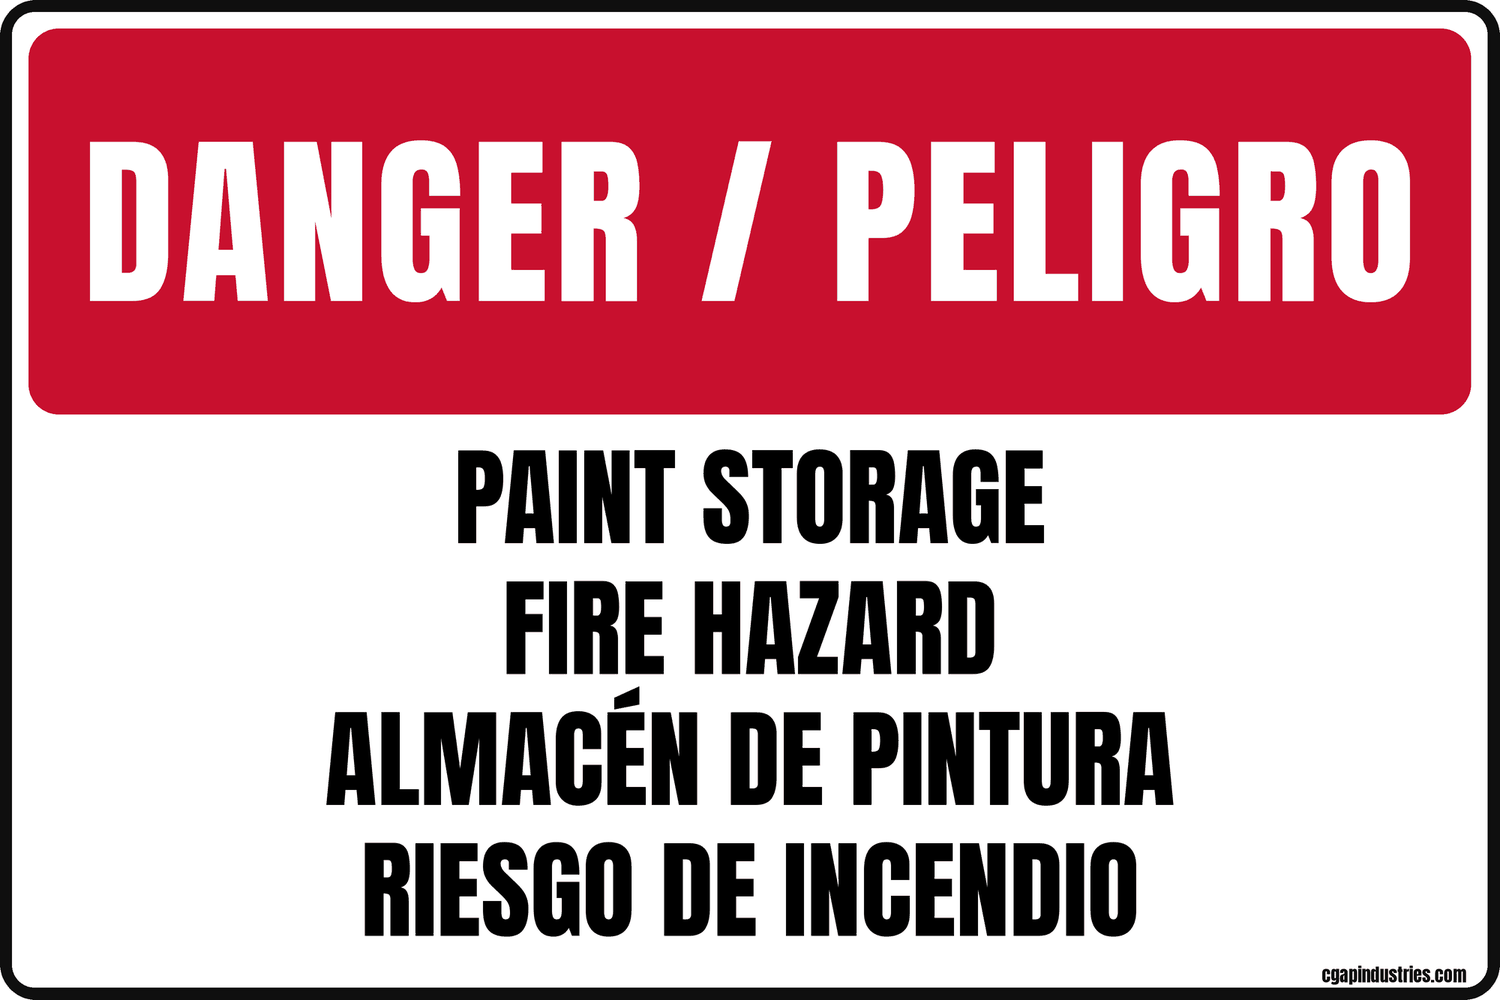 DANGER / PELIGRO
PAINT STORAGE
FIRE HAZARD
ALMACÉN DE PINTURA
RIESGO DE INCENDIO
cgapindustries.com